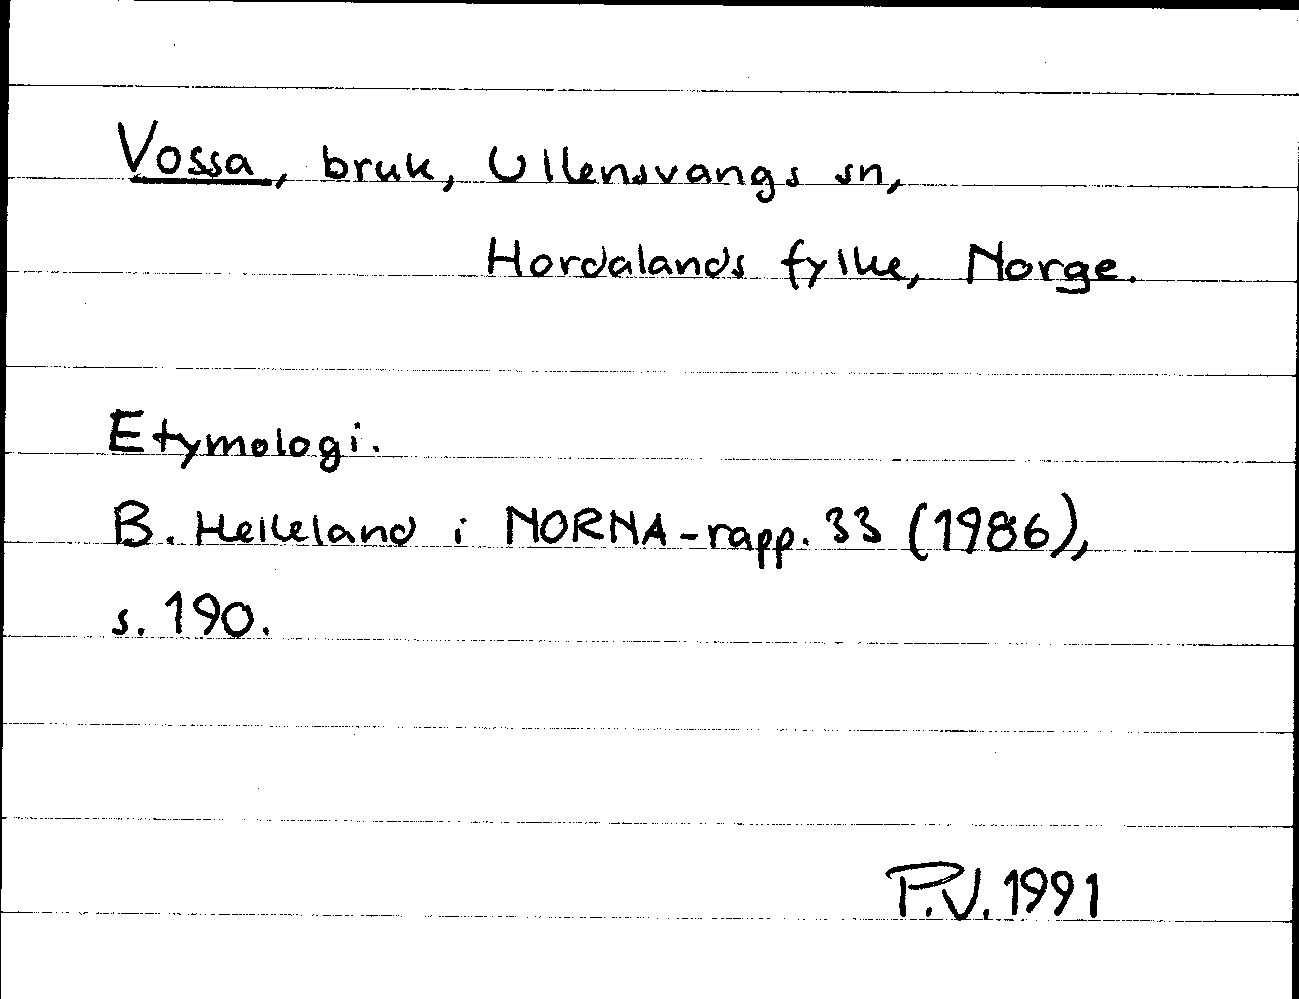 Vossa, bruk, Ullensvangs sn,
Hordalands fylke, Norge.
Etymologi.
B. Helleland i NORNA-rapp. 33 (1986),
s. 190.
P.V. 1991